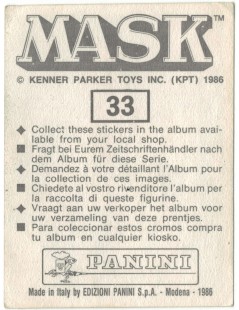 MASK™
© KENNER PARKER TOYS INC. (KPT) 1986
33
◆ Collect these stickers in the album avai-
lable from your local shop.
■ Fragt bei Eurem Zeitschriftenhändler nach
dem Album für diese Serie.
◆ Demandez à votre détaillant l'Album pour
la collection de ces images.
■ Chiedete al vostro rivenditore l'album per
la raccolta di queste figurine.
◆ Vraagt aan uw verkoper het album voor
uw verzameling van deze prentjes.
■ Para coleccionar estos cromos compra
tu album en cualquier kiosko.
PANINI
Made in Italy by EDIZIONI PANINI S.p.A. - Modena - 1986